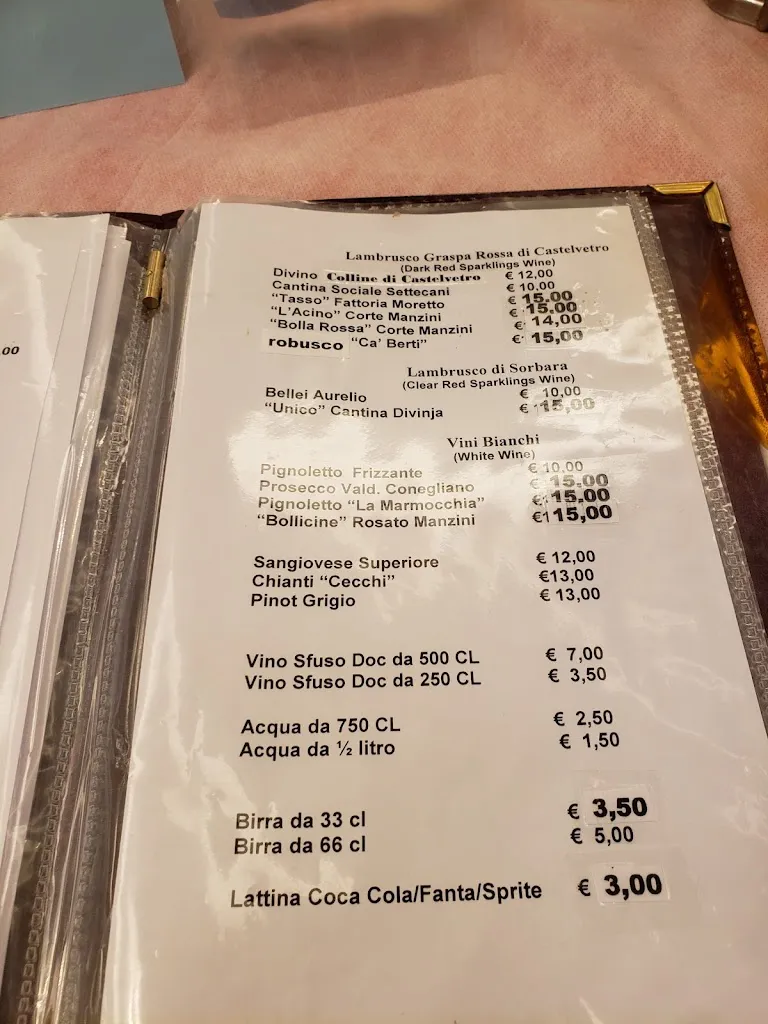 .00
Lambrusco Graspa Rossa di Castelvetro
(Dark Red Sparklings Wine)
Divino Colline di Castelvetro € 12,00
Cantina Sociale Settecani € 10,00
“Tasso” Fattoria Moretto € 15.00
“L’Acino” Corte Manzini € 15.00
“Bolla Rossa” Corte Manzini € 14,00
robusco “Ca’ Berti” € 15,00
Lambrusco di Sorbara
(Clear Red Sparklings Wine)
Bellei Aurelio € 10,00
“Unico” Cantina Divinja € 15,00
Vini Bianchi
(White Wine)
Pignoletto Frizzante € 10,00
Prosecco Vald. Conegliano € 15.00
Pignoletto “La Marmocchia” € 15.00
“Bollicine” Rosato Manzini € 15,00
Sangiovese Superiore € 12,00
Chianti “Cecchi” €13,00
Pinot Grigio € 13,00
Vino Sfuso Doc da 500 CL € 7,00
Vino Sfuso Doc da 250 CL € 3,50
Acqua da 750 CL € 2,50
Acqua da ½ litro € 1,50
Birra da 33 cl € 3,50
Birra da 66 cl € 5,00
Lattina Coca Cola/Fanta/Sprite € 3,00